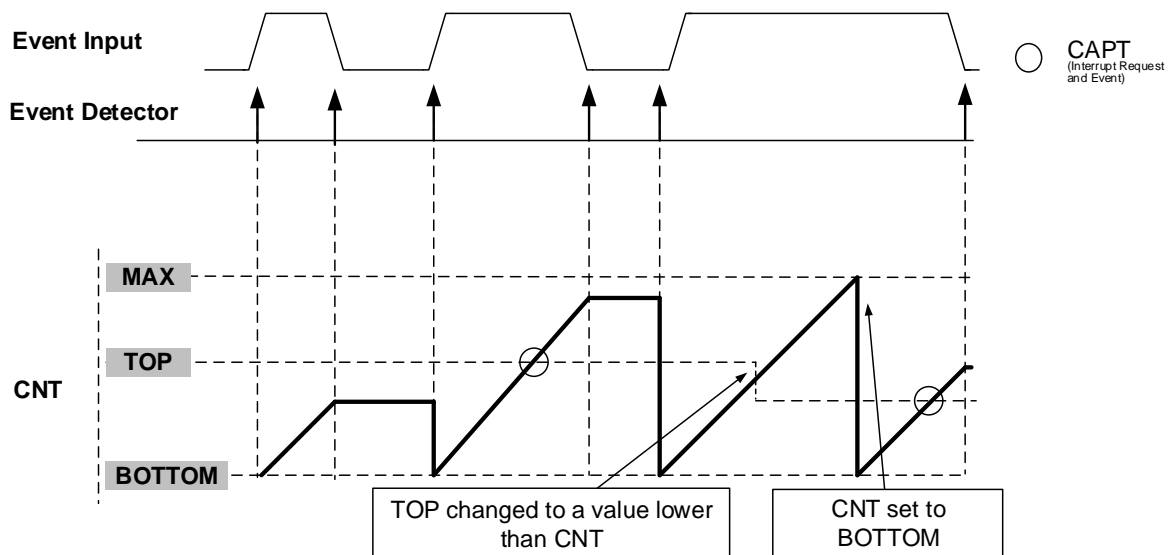 Event Input
CAPT
(Interrupt Request
and Event)
Event Detector
MAX
TOP
CNT
BOTTOM
TOP changed to a value lower
than CNT
CNT set to
BOTTOM